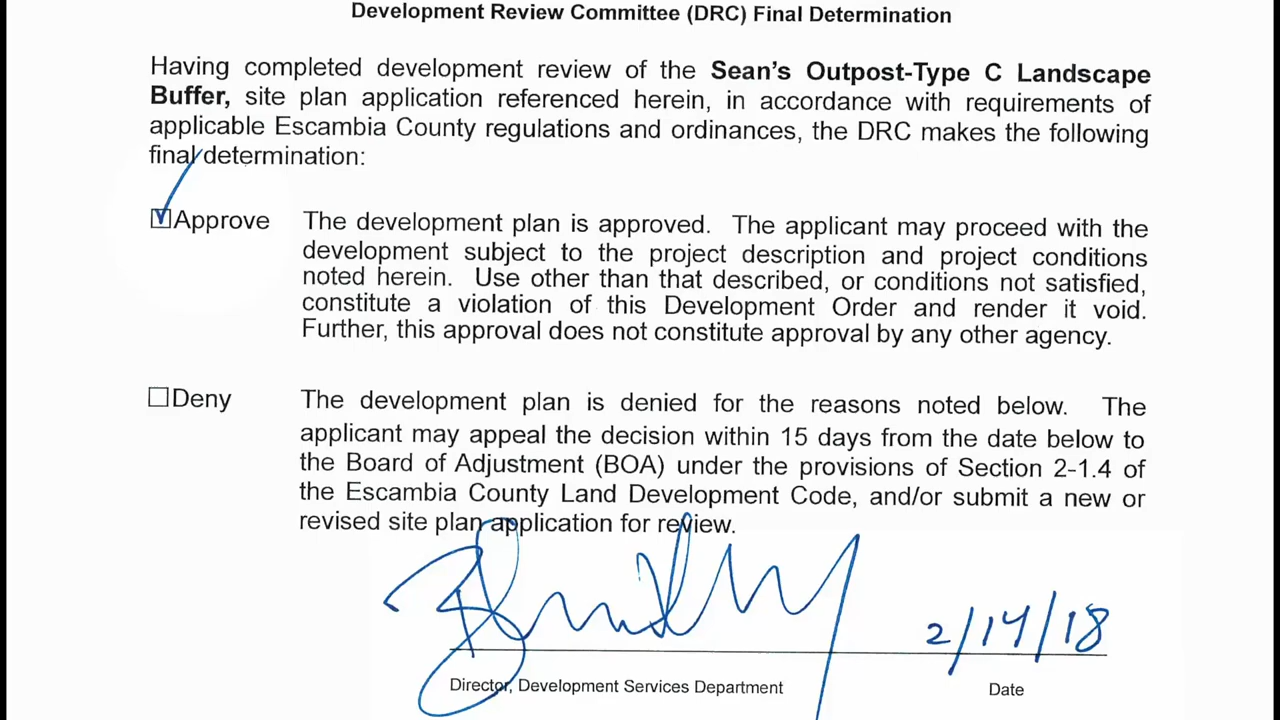 Development Review Committee (DRC) Final Determination
Having completed development review of the Sean's Outpost-Type C Landscape
Buffer, site plan application referenced herein, in accordance with requirements of
applicable Escambia County regulations and ordinances, the DRC makes the following
final determination:
Approve The development plan is approved. The applicant may proceed with the
development subject to the project description and project conditions
noted herein. Use other than that described, or conditions not satisfied,
constitute a violation of this Development Order and render it void.
Further, this approval does not constitute approval by any other agency.
Deny The development plan is denied for the reasons noted below. The
applicant may appeal the decision within 15 days from the date below to
the Board of Adjustment (BOA) under the provisions of Section 2-1.4 of
the Escambia County Land Development Code, and/or submit a new or
revised site plan application for review.
2/14/18
Director, Development Services Department Date